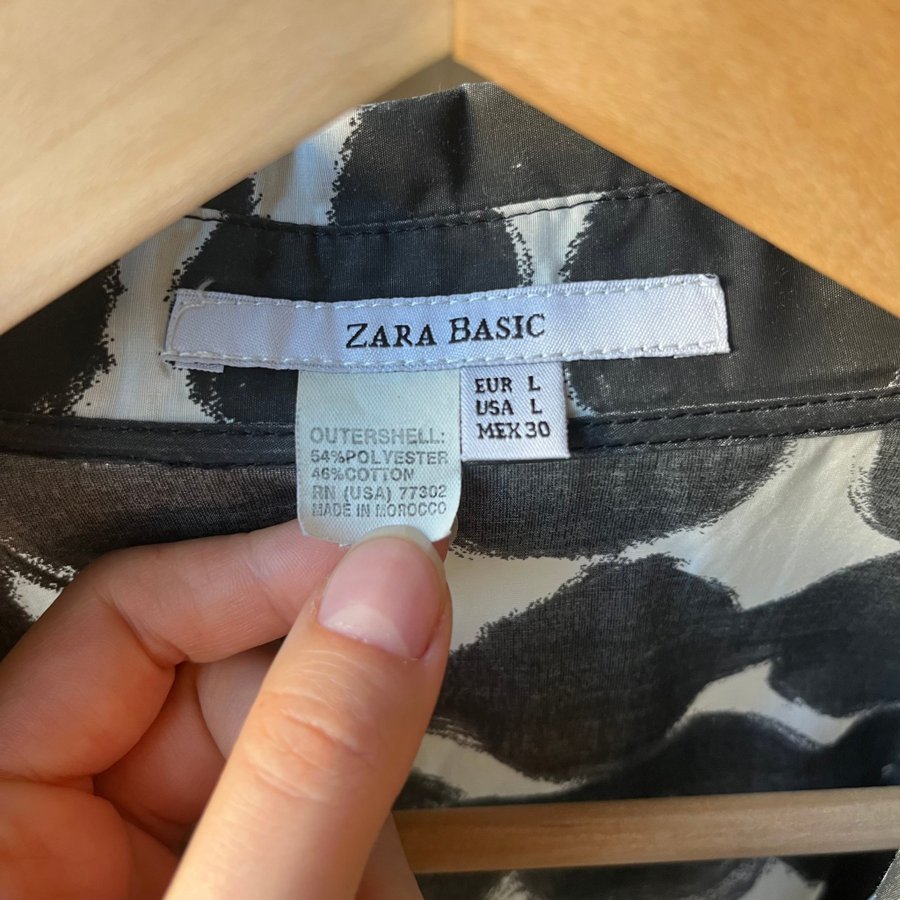 ZARA BASIC
EUR L
USA L
MEX 30
OUTERSHELL:
54%POLYESTER
46%COTTON
RN (USA) 77302
MADE IN MOROCCO